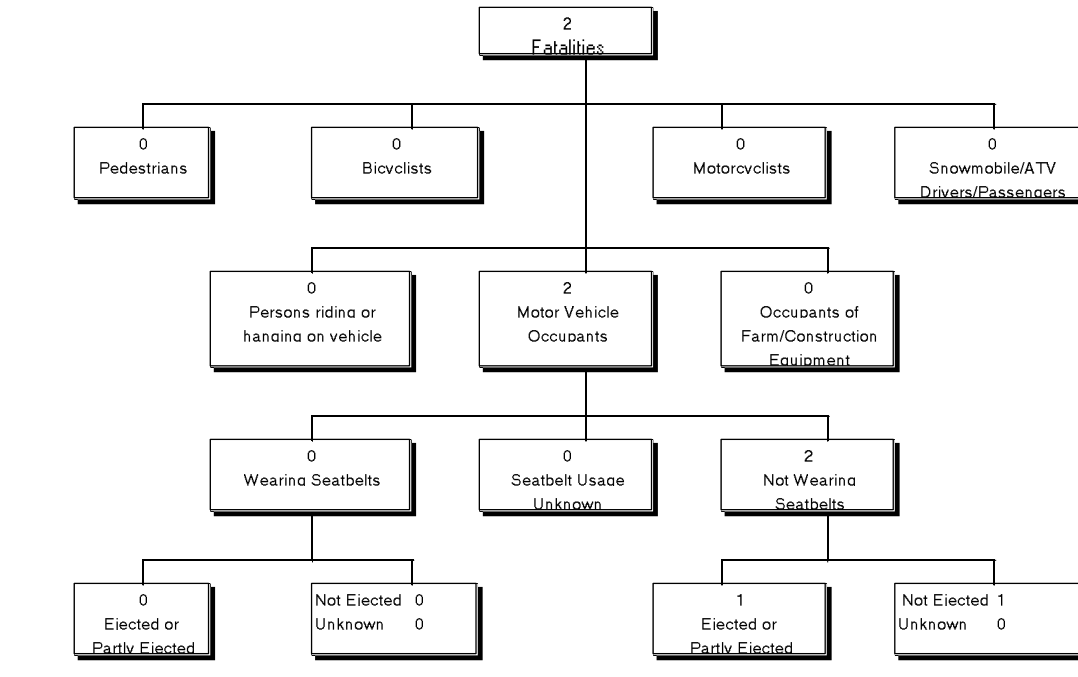 2
Fatalities
0
Pedestrians
0
Bicyclists
0
Motorcyclists
0
Snowmobile/ATV
Drivers/Passengers
0
Persons riding or
hanging on vehicle
2
Motor Vehicle
Occupants
0
Occupants of
Farm/Construction
Equipment
0
Wearing Seatbelts
0
Seatbelt Usage
Unknown
2
Not Wearing
Seatbelts
0
Ejected or
Partly Ejected
Not Ejected 0
Unknown 0
1
Ejected or
Partly Ejected
Not Ejected 1
Unknown 0